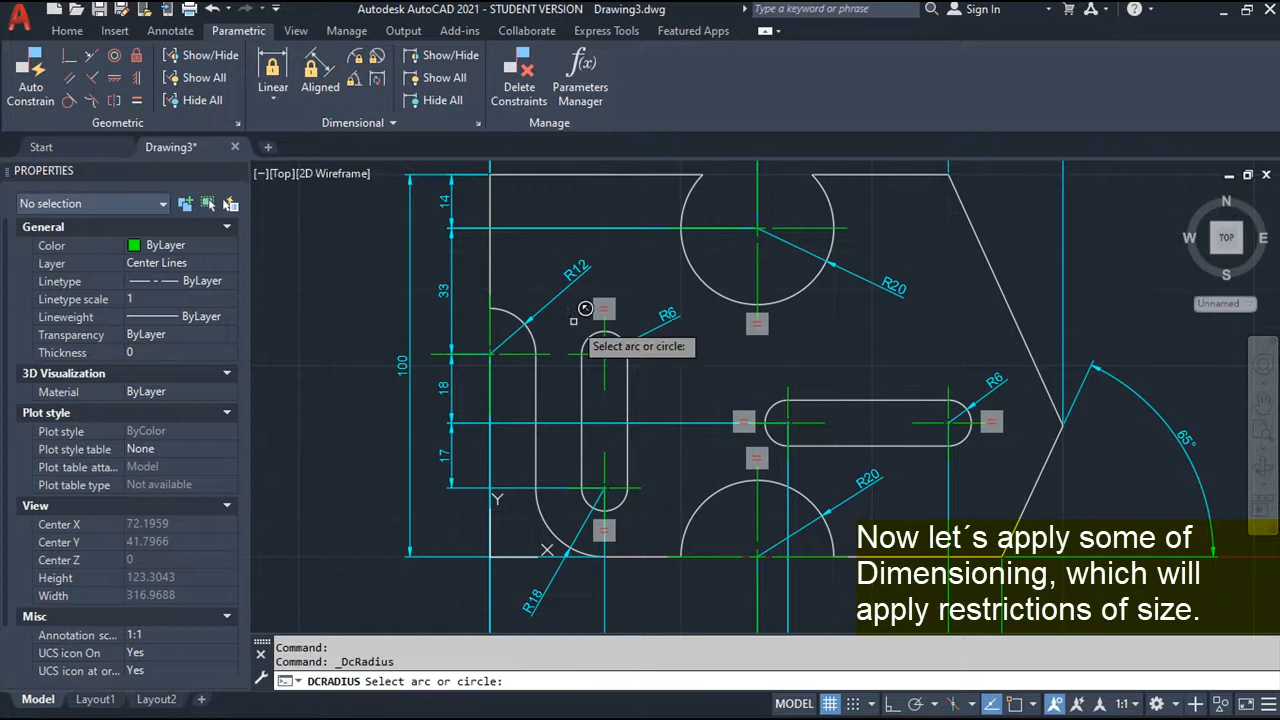 Autodesk AutoCAD 2021 - STUDENT VERSION Drawing3.dwg
Type a keyword or phrase
Sign In
Home Insert Annotate Parametric View Manage Output Add-ins Collaborate Express Tools Featured Apps
Auto
Constrain
Show/Hide
Show All
Hide All
Geometric
Linear
Aligned
Show/Hide
Show All
Hide All
Dimensional
Delete
Constraints
Parameters
Manager
f(x)
Manage
Start
Drawing3*
PROPERTIES
No selection
General
Color ByLayer
Layer Center Lines
Linetype ByLayer
Linetype scale 1
Lineweight ByLayer
Transparency ByLayer
Thickness 0
3D Visualization
Material ByLayer
Plot style
Plot style ByColor
Plot style table None
Plot table atta... Model
Plot table type Not available
View
Center X 72.1959
Center Y 41.7966
Center Z 0
Height 123.3043
Width 316.9688
Misc
Annotation sc... 1:1
UCS icon On Yes
UCS icon at or... Yes
[−][Top][2D Wireframe]
N
W TOP E
S
Unnamed
14
33
100
18
17
R12
R6
R20
R6
65°
R20
R18
Y
X
Select arc or circle:
Now let´s apply some of
Dimensioning, which will
apply restrictions of size.
Command:
Command: _DcRadius
DCRADIUS Select arc or circle:
Model Layout1 Layout2 +
MODEL
1:1